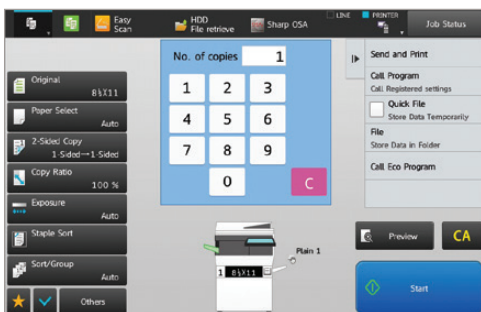 Easy
Scan
HDD
File retrieve
Sharp OSA
LINE
PRINTER
Job Status
Original
8½X11
Paper Select
Auto
2-Sided Copy
1-Sided→1-Sided
Copy Ratio
100 %
Exposure
Auto
Staple Sort
Sort/Group
Auto
Others
No. of copies 1
1 2 3
4 5 6
7 8 9
0 C
Plain 1
1 8½X11
Send and Print
Call Program
Call Registered settings
Quick File
Store Data Temporarily
File
Store Data in Folder
Call Eco Program
Preview
CA
Start